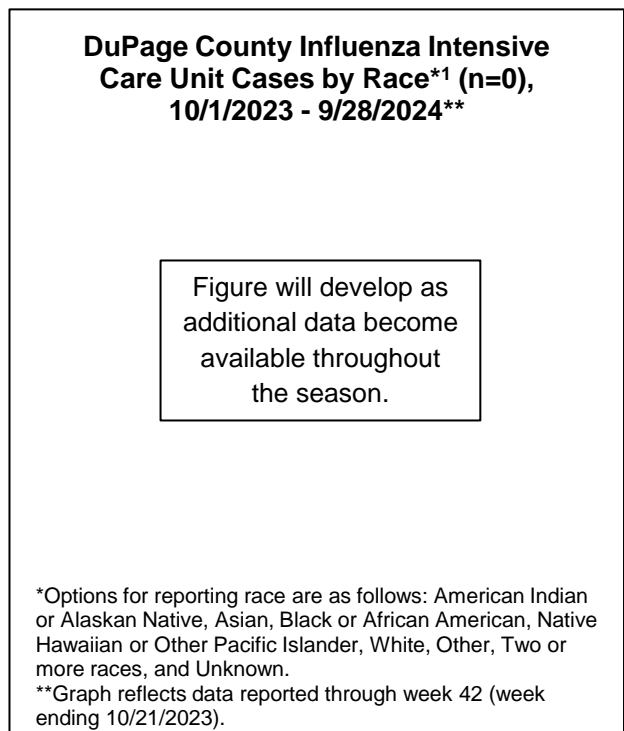 DuPage County Influenza Intensive
Care Unit Cases by Race*¹ (n=0),
10/1/2023 - 9/28/2024**
Figure will develop as
additional data become
available throughout
the season.
*Options for reporting race are as follows: American Indian
or Alaskan Native, Asian, Black or African American, Native
Hawaiian or Other Pacific Islander, White, Other, Two or
more races, and Unknown.
**Graph reflects data reported through week 42 (week
ending 10/21/2023).